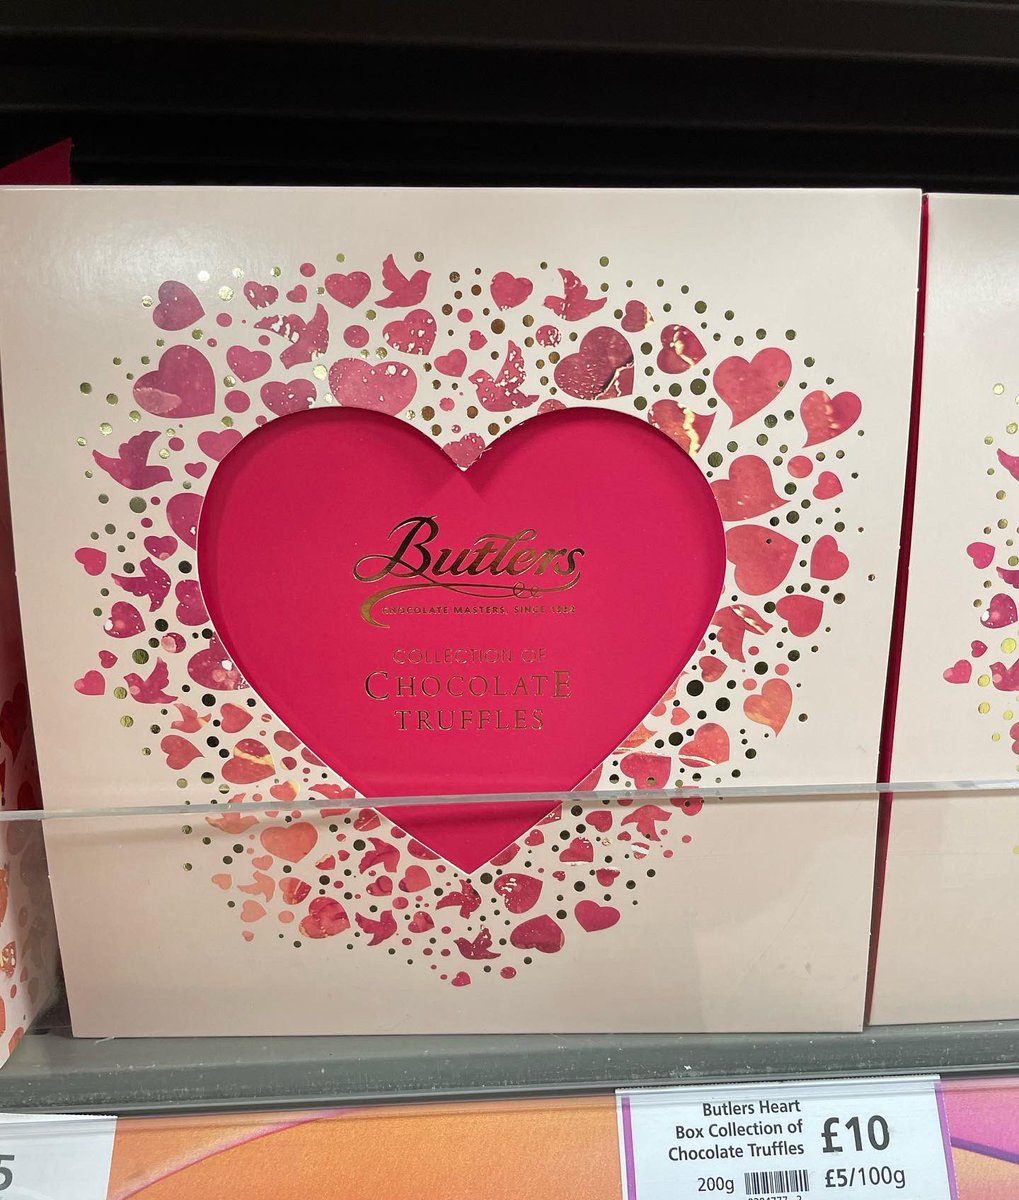 Butlers
CHOCOLATE MASTERS, SINCE 1932
COLLECTION OF
CHOCOLATE
TRUFFLES
5
Butlers Heart
Box Collection of
Chocolate Truffles
£10
200g
£5/100g